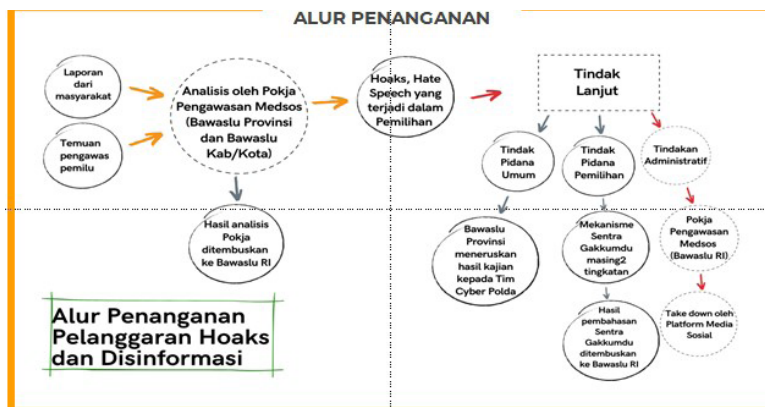 ALUR PENANGANAN
Laporan
dari
masyarakat
Temuan
pengawas
pemilu
Analisis oleh Pokja
Pengawasan Medsos
(Bawaslu Provinsi
dan Bawaslu
Kab/Kota)
Hasil analisis
Pokja
ditembuskan
ke Bawaslu RI
Hoaks, Hate
Speech yang
terjadi dalam
Pemilihan
Tindak
Lanjut
Tindak
Pidana
Umum
Tindak
Pidana
Pemilihan
Tindakan
Administratif
Bawaslu
Provinsi
meneruskan
hasil kajian
kepada Tim
Cyber Polda
Mekanisme
Sentra
Gakkumdu
masing2
tingkatan
Pokja
Pengawasan
Medsos
(Bawaslu RI)
Hasil
pembahasan
Sentra
Gakkumdu
ditembuskan
ke Bawaslu RI
Take down oleh
Platform Media
Sosial
Alur Penanganan
Pelanggaran Hoaks
dan Disinformasi